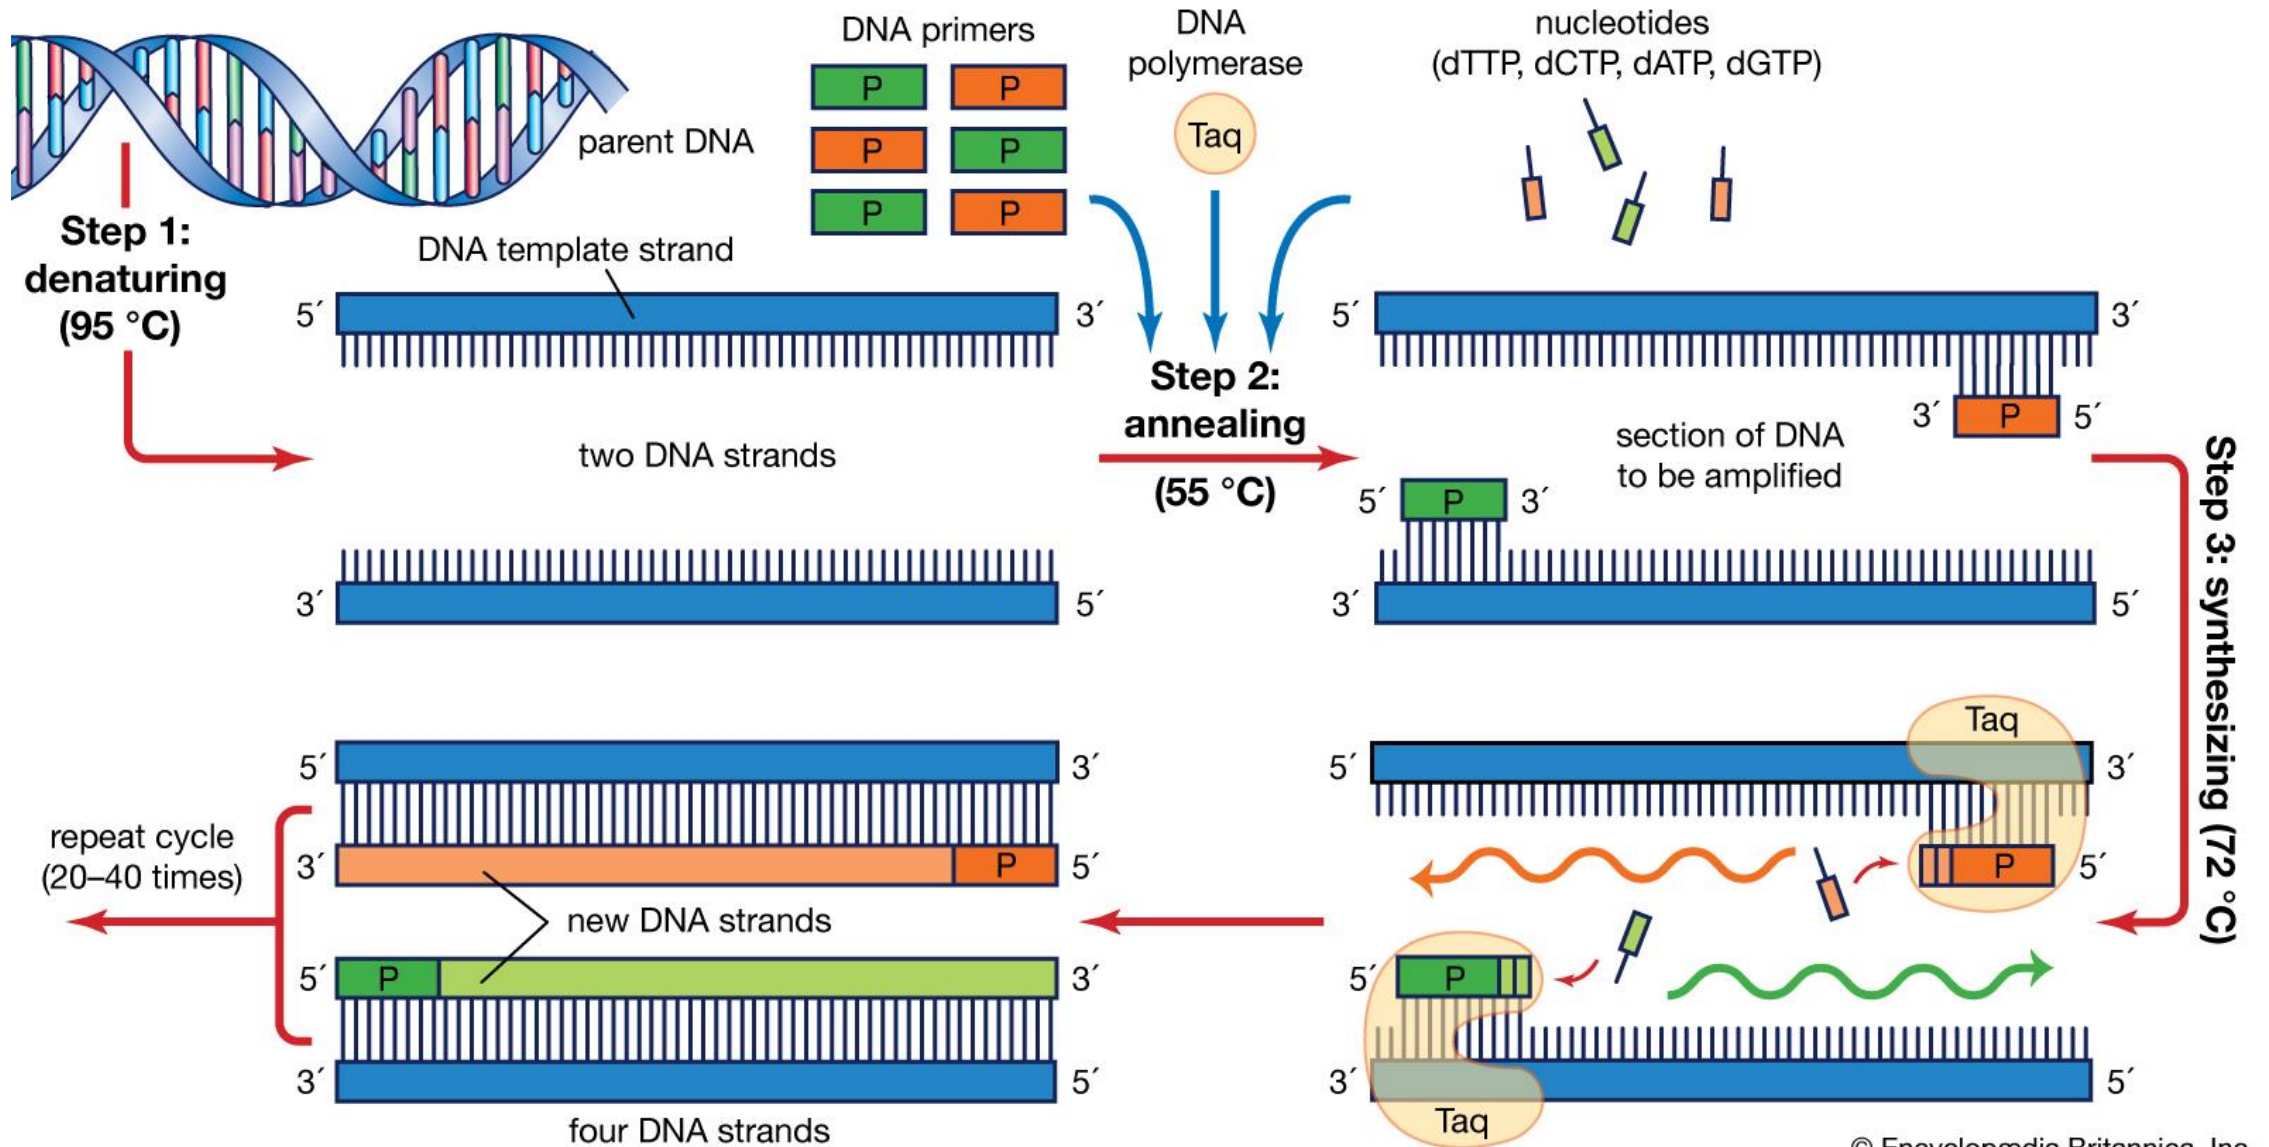 DNA primers
DNA
polymerase
nucleotides
(dTTP, dCTP, dATP, dGTP)
P P
P P
P P
Taq
parent DNA
Step 1:
denaturing
(95 °C)
DNA template strand
5′ 3′
two DNA strands
3′ 5′
Step 2:
annealing
(55 °C)
5′ 3′
3′ P 5′
section of DNA
to be amplified
5′ P 3′
3′ 5′
Step 3: synthesizing (72 °C)
Taq
5′ 3′
P 5′
5′ P
3′ 5′
Taq
5′ 3′
3′ P 5′
new DNA strands
5′ P 3′
3′ 5′
four DNA strands
repeat cycle
(20–40 times)
© Encyclopædia Britannica, Inc.